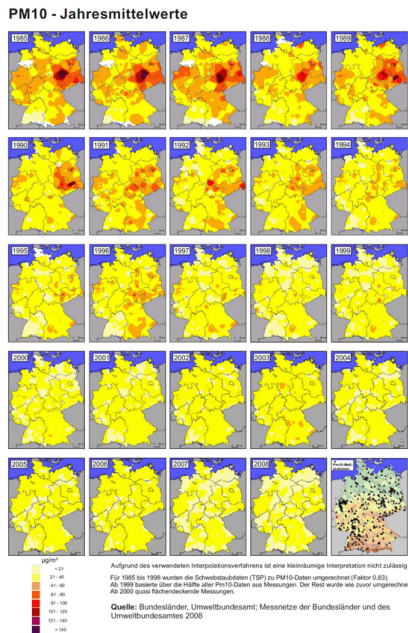 PM10 - Jahresmittelwerte
1985 1986 1987 1988 1989
1990 1991 1992 1993 1994
1995 1996 1997 1998 1999
2000 2001 2002 2003 2004
2005 2006 2007 2008
µg/m³
< 21
21 - 40
41 - 60
61 - 80
81 - 100
101 - 120
121 - 140
> 140
Aufgrund des verwendeten Interpolationsverfahrens ist eine kleinräumige Interpretation nicht zulässig
Für 1985 bis 1998 wurden die Schwebstaubdaten (TSP) zu PM10-Daten umgerechnet (Faktor 0,83).
Ab 1999 basierte über die Hälfte aller Pm10-Daten aus Messungen. Der Rest wurde wie zuvor umgerechne
Ab 2000 quasi flächendeckende Messungen.
Quelle: Bundesländer, Umweltbundesamt; Messnetze der Bundesländer und des
Umweltbundesamtes 2008